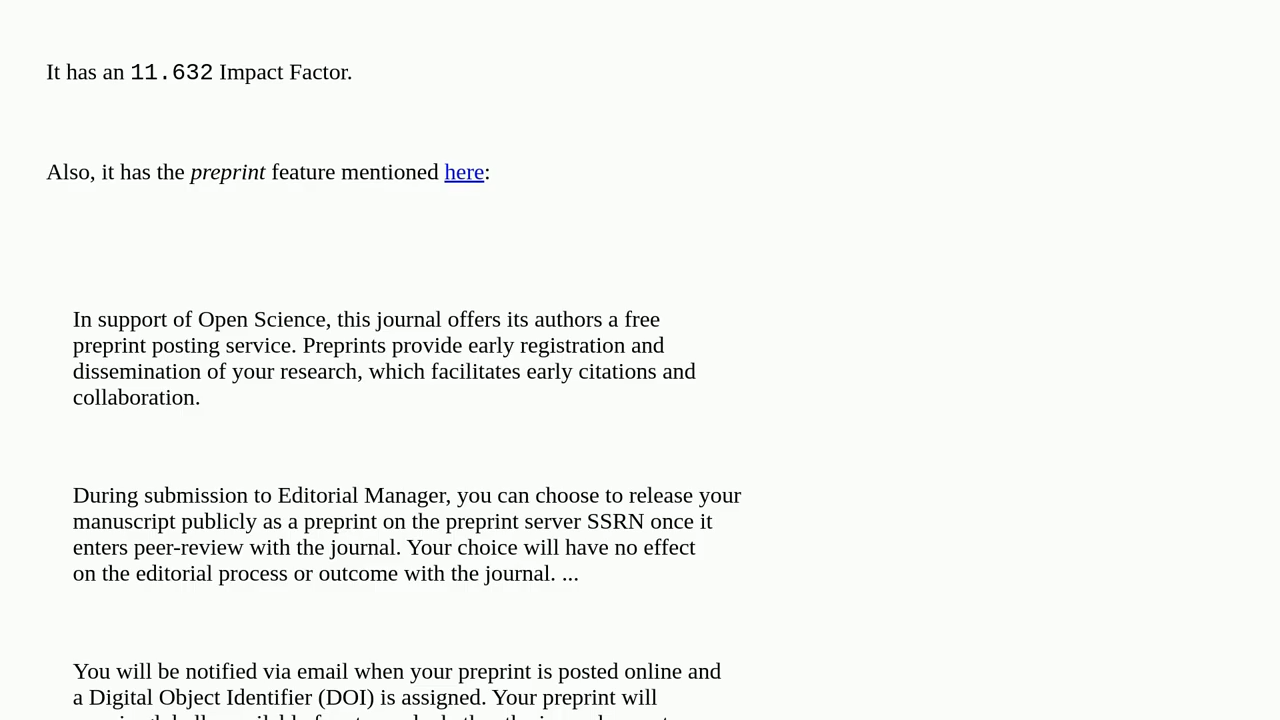 It has an 11.632 Impact Factor.
Also, it has the preprint feature mentioned here:
In support of Open Science, this journal offers its authors a free
preprint posting service. Preprints provide early registration and
dissemination of your research, which facilitates early citations and
collaboration.
During submission to Editorial Manager, you can choose to release your
manuscript publicly as a preprint on the preprint server SSRN once it
enters peer-review with the journal. Your choice will have no effect
on the editorial process or outcome with the journal. ...
You will be notified via email when your preprint is posted online and
a Digital Object Identifier (DOI) is assigned. Your preprint will